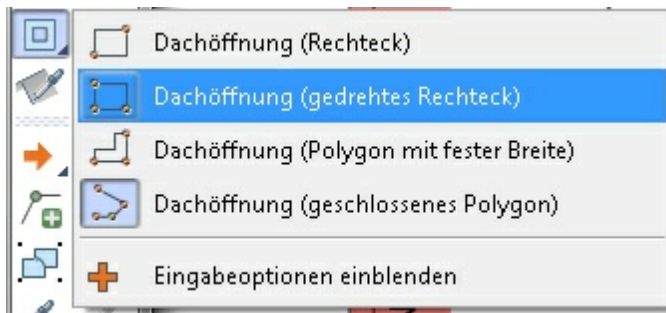 Dachöffnung (Rechteck)
Dachöffnung (gedrehtes Rechteck)
Dachöffnung (Polygon mit fester Breite)
Dachöffnung (geschlossenes Polygon)
Eingabeoptionen einblenden